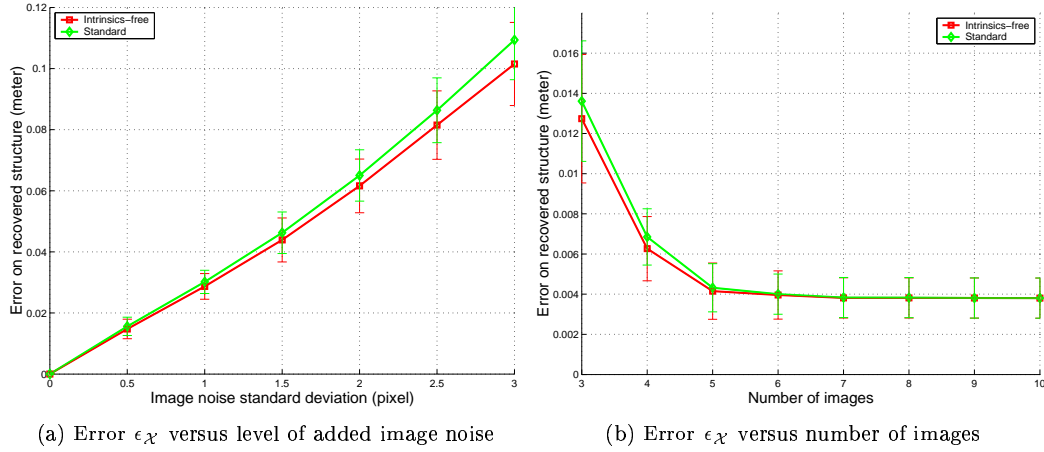 Intrinsics-free
Standard
Error on recovered structure (meter)
0.12
0.1
0.08
0.06
0.04
0.02
0
0 0.5 1 1.5 2 2.5 3
Image noise standard deviation (pixel)
(a) Error ϵ𝒳 versus level of added image noise
Intrinsics-free
Standard
Error on recovered structure (meter)
0.016
0.014
0.012
0.01
0.008
0.006
0.004
0.002
0
3 4 5 6 7 8 9 10
Number of images
(b) Error ϵ𝒳 versus number of images